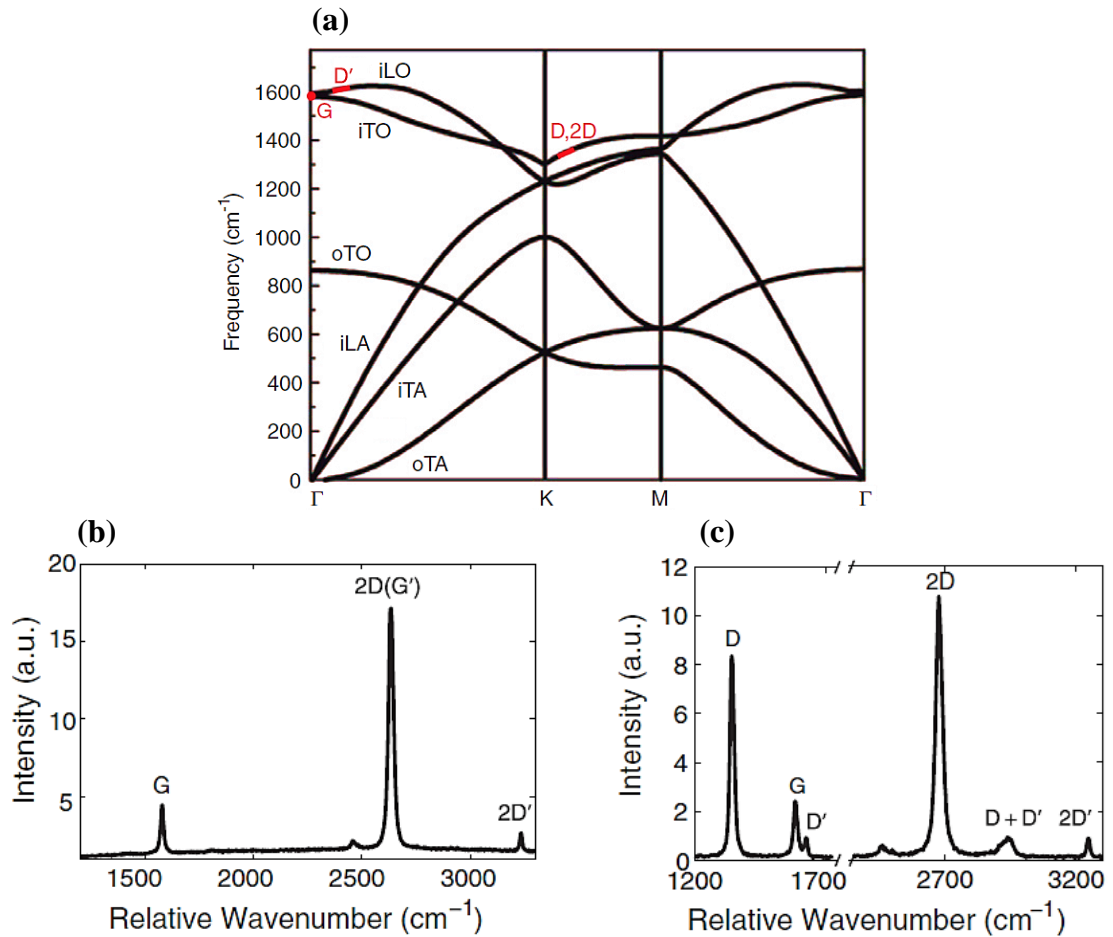 (a)
D′
iLO
1600
G
iTO
D,2D
1400
1200
1000
oTO
800
600
iLA
400
iTA
200
oTA
0
Frequency (cm⁻¹)
Γ K M Γ
(b)
20
2D(G′)
15
10
G
5
2D′
Intensity (a.u.)
1500 2000 2500 3000
Relative Wavenumber (cm⁻¹)
(c)
12
2D
10
D
8
6
4
G
2
D′
D + D′
2D′
0
Intensity (a.u.)
1200 1700 2700 3200
Relative Wavenumber (cm⁻¹)